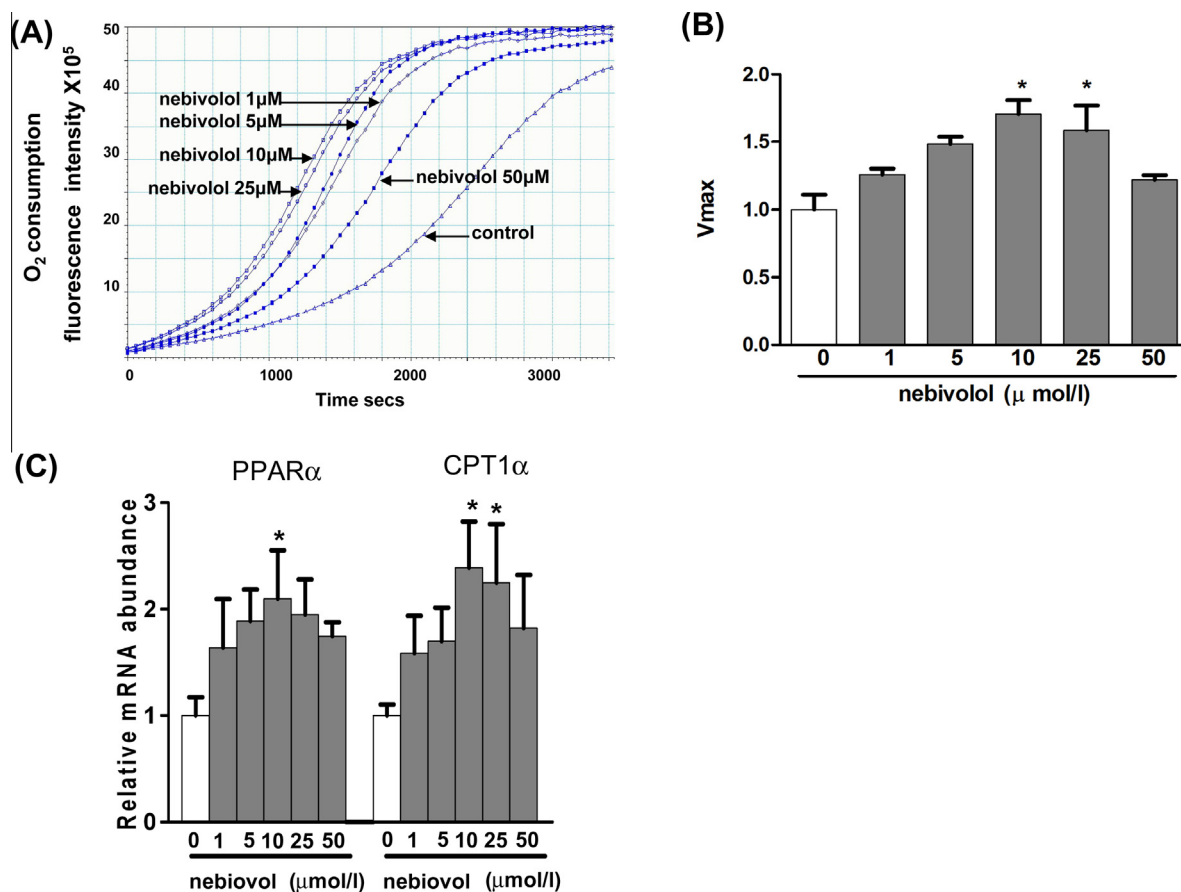 (A)
O₂ consumption
fluorescence intensity X10⁵
50
40
30
20
10
nebivolol 1µM
nebivolol 5µM
nebivolol 10µM
nebivolol 25µM
nebivolol 50µM
control
0 1000 2000 3000
Time secs
(B)
Vmax
2.0
1.5
1.0
0.5
0.0
* *
0 1 5 10 25 50
nebivolol (µ mol/l)
(C)
PPARα CPT1α
Relative mRNA abundance
3
2
1
0
* * *
0 1 5 10 25 50 0 1 5 10 25 50
nebiovol (µmol/l) nebiovol (µmol/l)